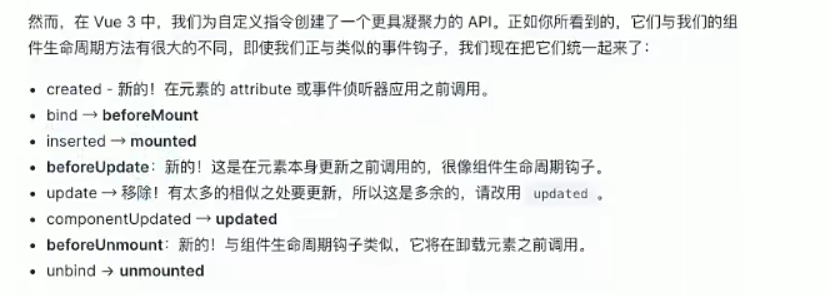 然而，在 Vue 3 中，我们为自定义指令创建了一个更具凝聚力的 API。正如你所看到的，它们与我们的组
件生命周期方法有很大的不同，即使我们正与类似的事件钩子，我们现在把它们统一起来了：
• created - 新的！在元素的 attribute 或事件侦听器应用之前调用。
• bind → beforeMount
• inserted → mounted
• beforeUpdate：新的！这是在元素本身更新之前调用的，很像组件生命周期钩子。
• update → 移除！有太多的相似之处要更新，所以这是多余的，请改用 updated 。
• componentUpdated → updated
• beforeUnmount：新的！与组件生命周期钩子类似，它将在卸载元素之前调用。
• unbind → unmounted